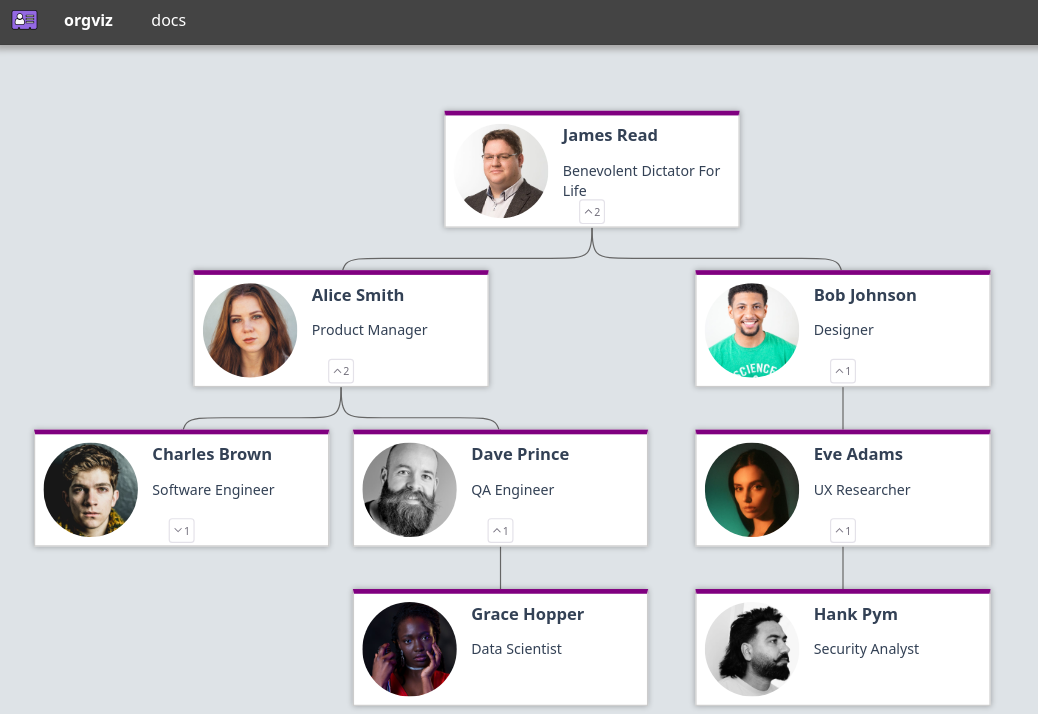 orgviz docs
James Read
Benevolent Dictator For
Life
2
Alice Smith
Product Manager
2
Bob Johnson
Designer
SCIENCE
1
Charles Brown
Software Engineer
1
Dave Prince
QA Engineer
1
Eve Adams
UX Researcher
1
Grace Hopper
Data Scientist
Hank Pym
Security Analyst